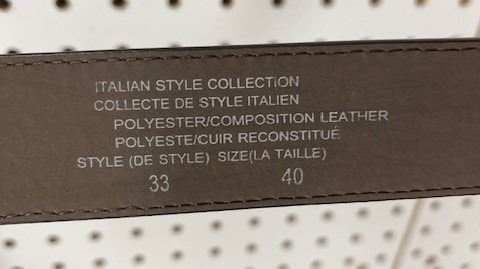 ITALIAN STYLE COLLECTION
COLLECTE DE STYLE ITALIEN
POLYESTER/COMPOSITION LEATHER
POLYESTE/CUIR RECONSTITUÉ
STYLE (DE STYLE) SIZE(LA TAILLE)
33 40